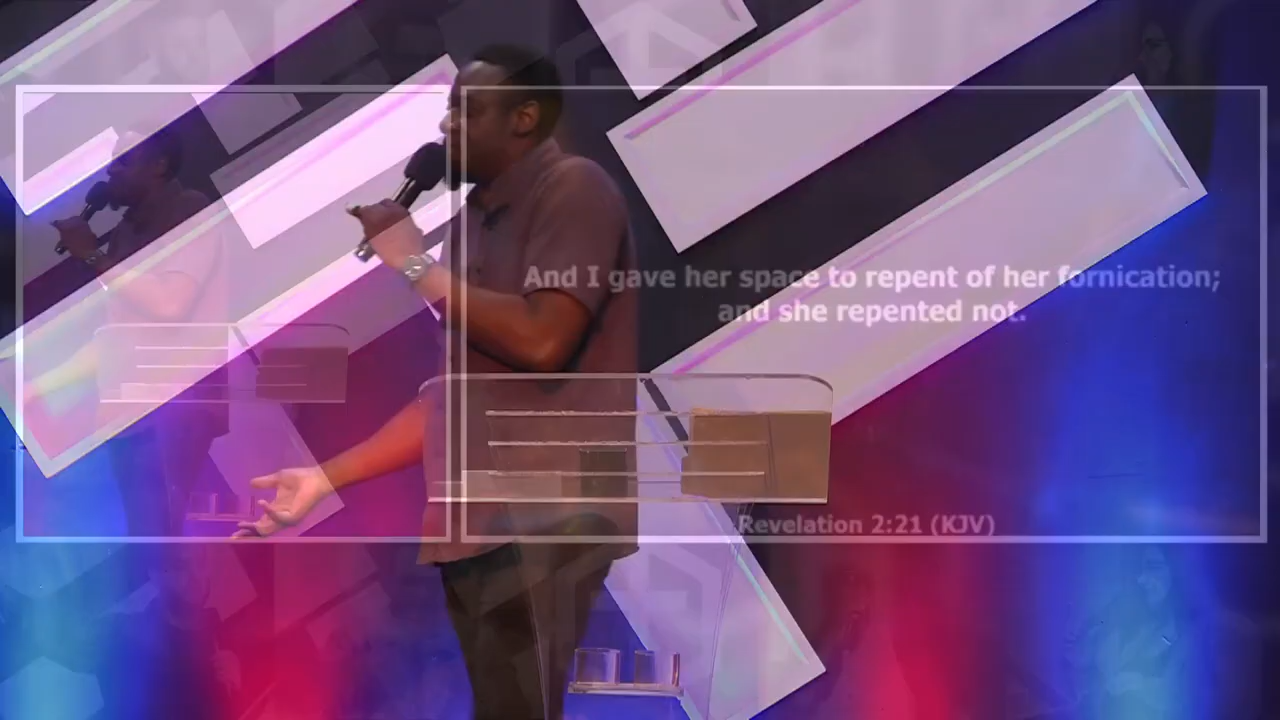 And I gave her space to repent of her fornication;
and she repented not.
Revelation 2:21 (KJV)